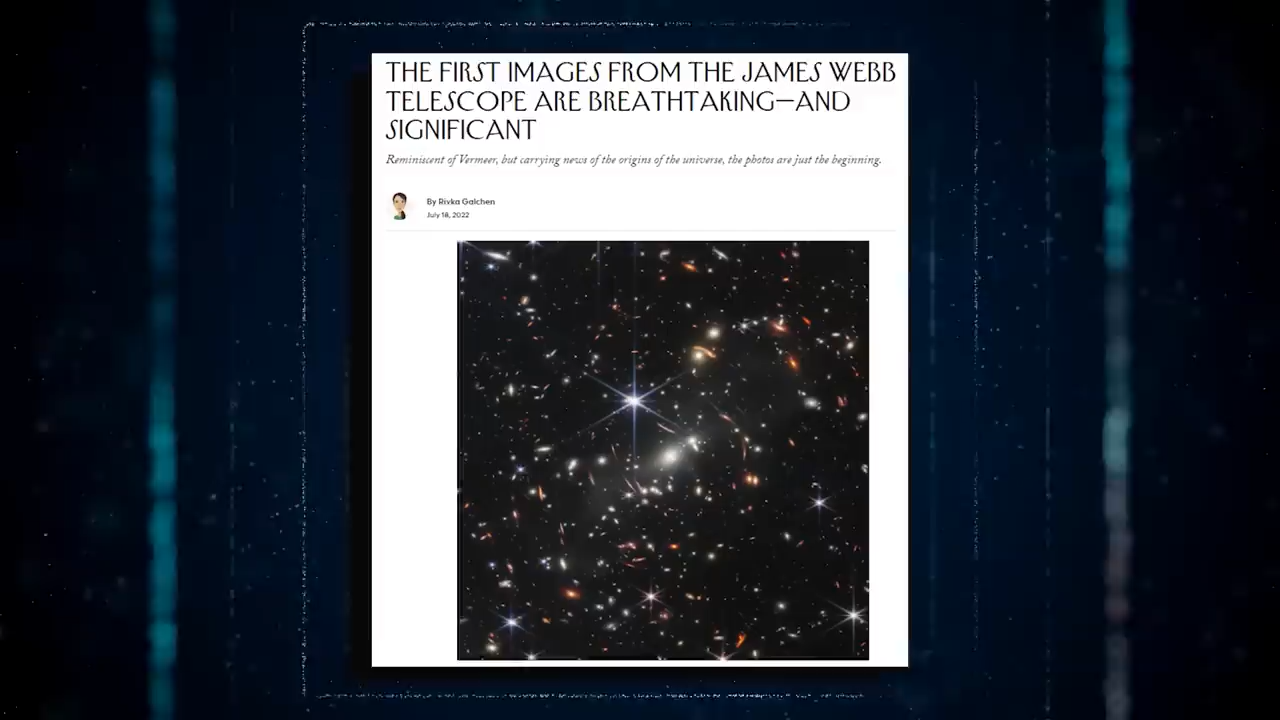 THE FIRST IMAGES FROM THE JAMES WEBB
TELESCOPE ARE BREATHTAKING—AND
SIGNIFICANT
Reminiscent of Vermeer, but carrying news of the origins of the universe, the photos are just the beginning.
By Rivka Galchen
July 18, 2022